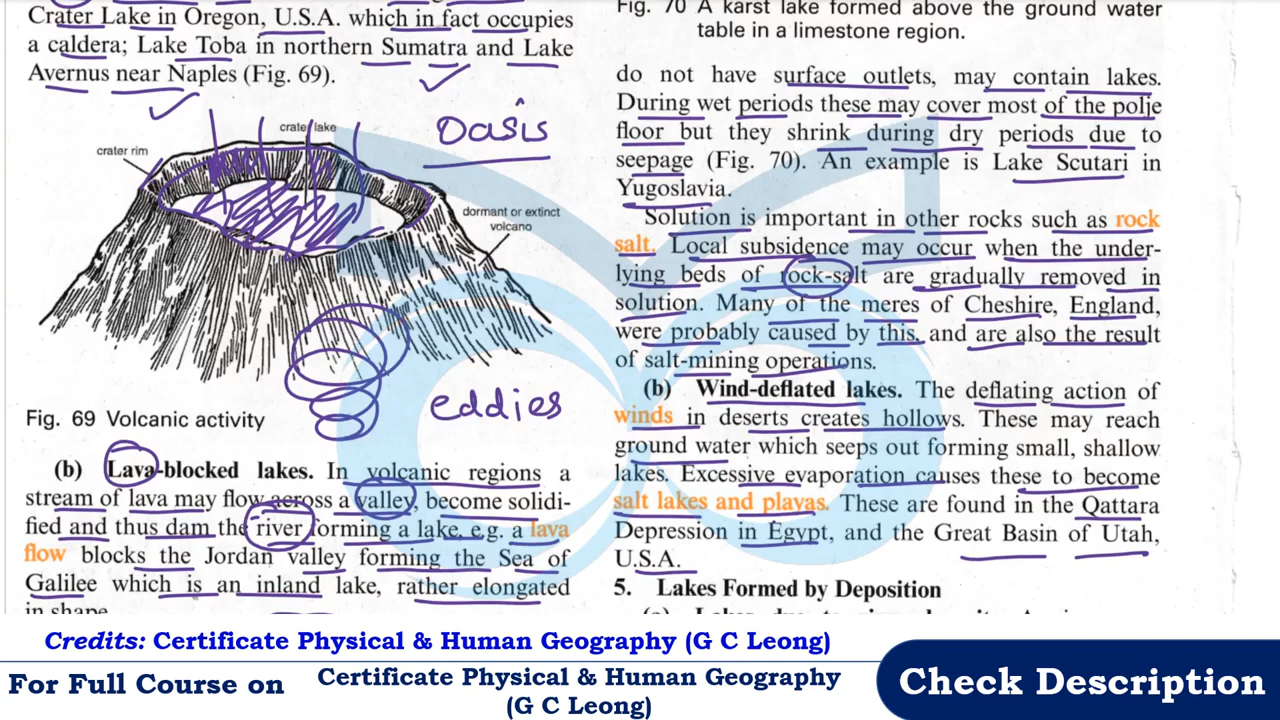 Crater Lake in Oregon, U.S.A. which in fact occupies
a caldera; Lake Toba in northern Sumatra and Lake
Avernus near Naples (Fig. 69).
crate lake
crater rim
Oasis
dormant or extinct
volcano
eddies
Fig. 69 Volcanic activity
(b) Lava-blocked lakes. In volcanic regions a
stream of lava may flow across a valley, become solidi-
fied and thus dam the river forming a lake, e.g. a lava
flow blocks the Jordan valley forming the Sea of
Galilee which is an inland lake, rather elongated
in shape
Fig. 70 A karst lake formed above the ground water
table in a limestone region.
do not have surface outlets, may contain lakes.
During wet periods these may cover most of the polje
floor but they shrink during dry periods due to
seepage (Fig. 70). An example is Lake Scutari in
Yugoslavia.
Solution is important in other rocks such as rock
salt. Local subsidence may occur when the under-
lying beds of rock-salt are gradually removed in
solution. Many of the meres of Cheshire, England,
were probably caused by this, and are also the result
of salt-mining operations.
(b) Wind-deflated lakes. The deflating action of
winds in deserts creates hollows. These may reach
ground water which seeps out forming small, shallow
lakes. Excessive evaporation causes these to become
salt lakes and playas. These are found in the Qattara
Depression in Egypt, and the Great Basin of Utah,
U.S.A.
5. Lakes Formed by Deposition
Credits: Certificate Physical & Human Geography (G C Leong)
For Full Course on
Certificate Physical & Human Geography
(G C Leong)
Check Description